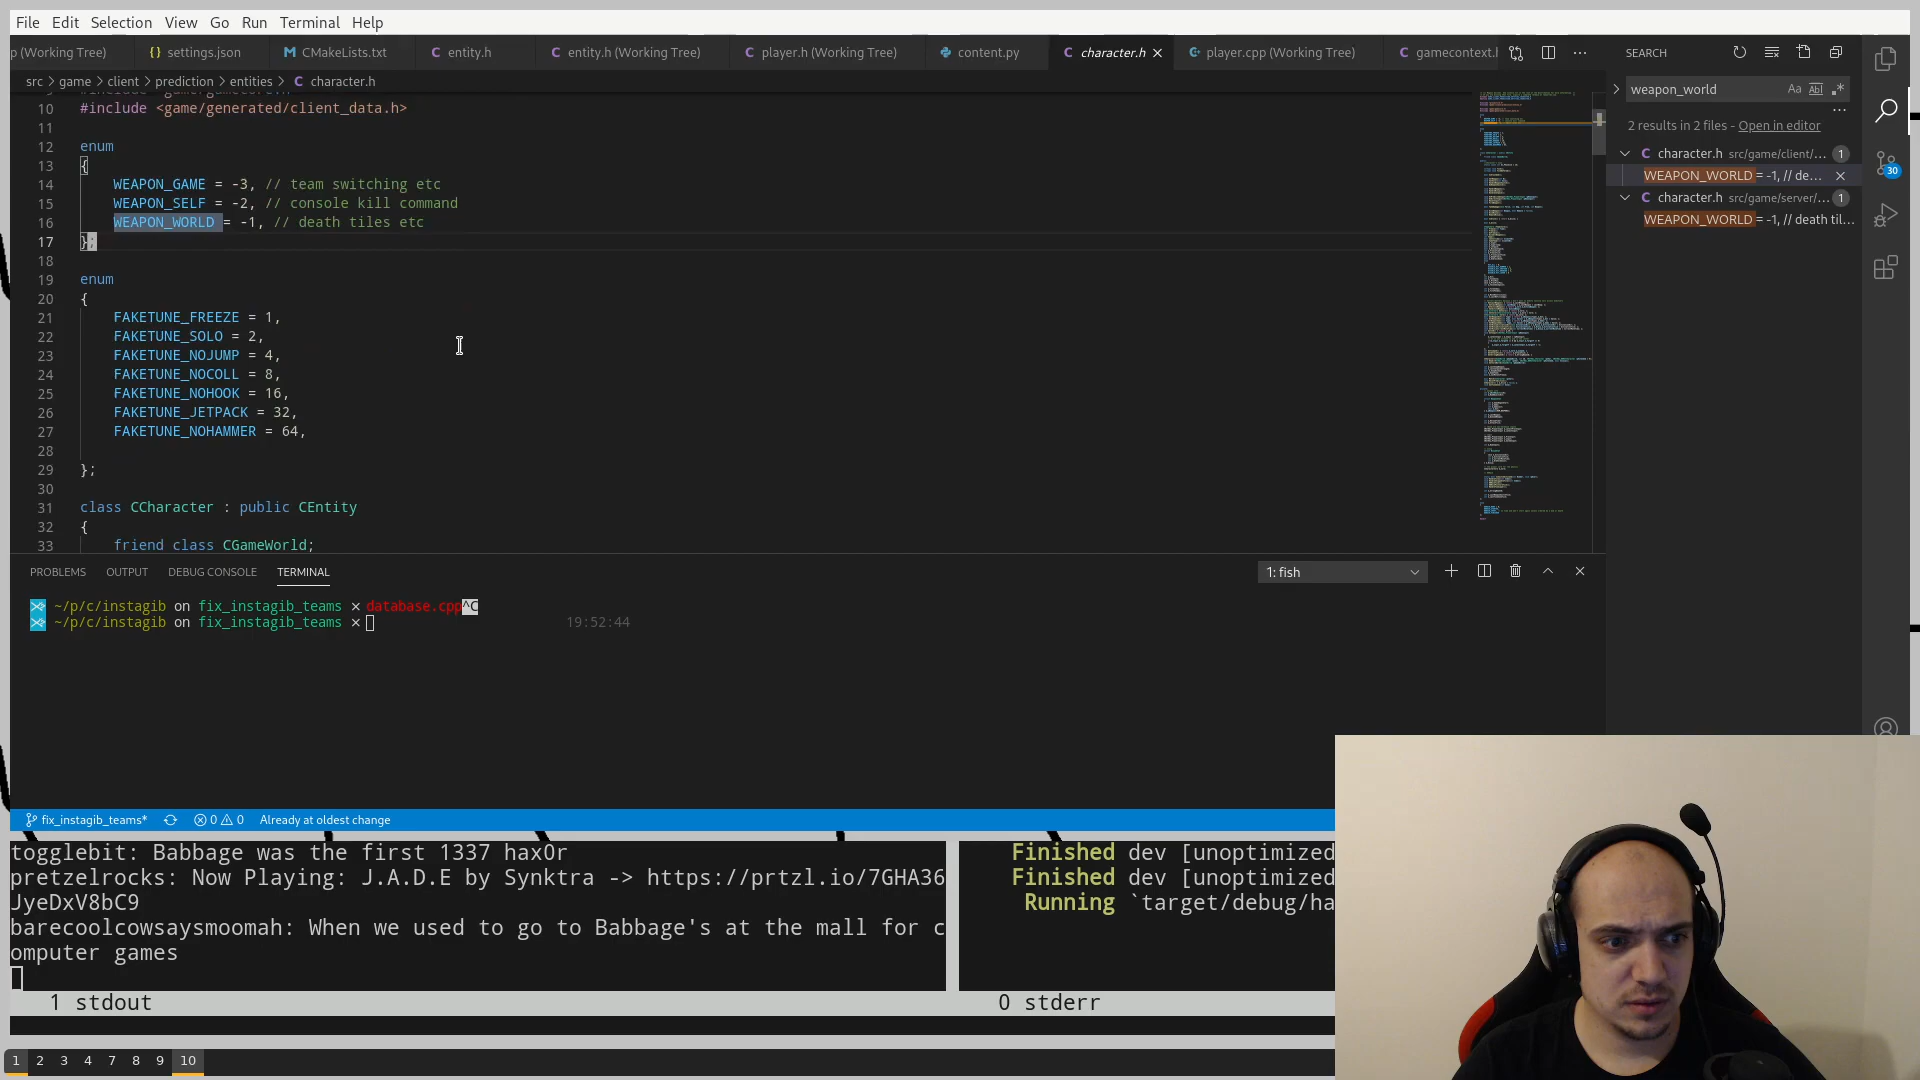 File Edit Selection View Go Run Terminal Help
p (Working Tree) settings.json CMakeLists.txt entity.h entity.h (Working Tree) player.h (Working Tree) content.py character.h player.cpp (Working Tree) gamecontext.l
SEARCH
src > game > client > prediction > entities > C character.h
weapon_world
2 results in 2 files - Open in editor
character.h src/game/client/... 1
WEAPON_WORLD = -1, // de...
character.h src/game/server/... 1
WEAPON_WORLD = -1, // death til...
30
10 #include <game/generated/client_data.h>
11
12 enum
13 {
14 WEAPON_GAME = -3, // team switching etc
15 WEAPON_SELF = -2, // console kill command
16 WEAPON_WORLD = -1, // death tiles etc
17 };
18
19 enum
20 {
21 FAKETUNE_FREEZE = 1,
22 FAKETUNE_SOLO = 2,
23 FAKETUNE_NOJUMP = 4,
24 FAKETUNE_NOCOLL = 8,
25 FAKETUNE_NOHOOK = 16,
26 FAKETUNE_JETPACK = 32,
27 FAKETUNE_NOHAMMER = 64,
28
29 };
30
31 class CCharacter : public CEntity
32 {
33 friend class CGameWorld;
PROBLEMS OUTPUT DEBUG CONSOLE TERMINAL 1: fish
~/p/c/instagib on fix_instagib_teams × database.cpp^C
~/p/c/instagib on fix_instagib_teams × 19:52:44
fix_instagib_teams* 0 0 Already at oldest change
togglebit: Babbage was the first 1337 hax0r
pretzelrocks: Now Playing: J.A.D.E by Synktra -> https://prtzl.io/7GHA36
JyeDxV8bC9
barecoolcowsaysmoomah: When we used to go to Babbage's at the mall for c
omputer games
1 stdout
Finished dev [unoptimized
Finished dev [unoptimized
Running `target/debug/ha
0 stderr
1 2 3 4 7 8 9 10